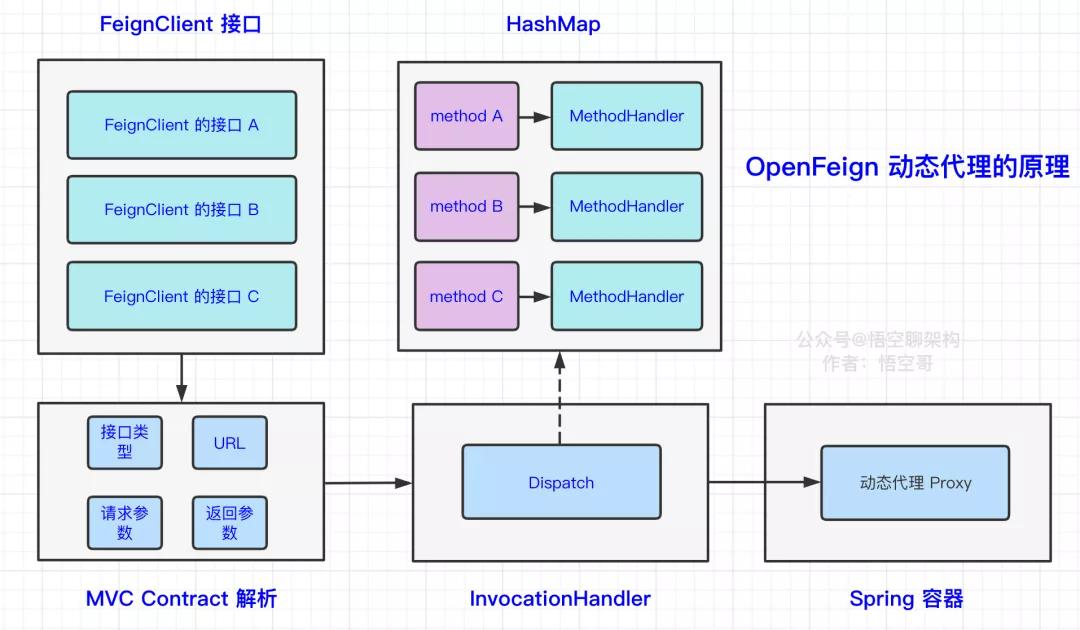 FeignClient 接口
FeignClient 的接口 A
FeignClient 的接口 B
FeignClient 的接口 C
HashMap
method A
MethodHandler
method B
MethodHandler
method C
MethodHandler
OpenFeign 动态代理的原理
公众号@悟空聊架构
作者：悟空哥
接口类
型
URL
请求参
数
返回参
数
MVC Contract 解析
Dispatch
InvocationHandler
动态代理 Proxy
Spring 容器